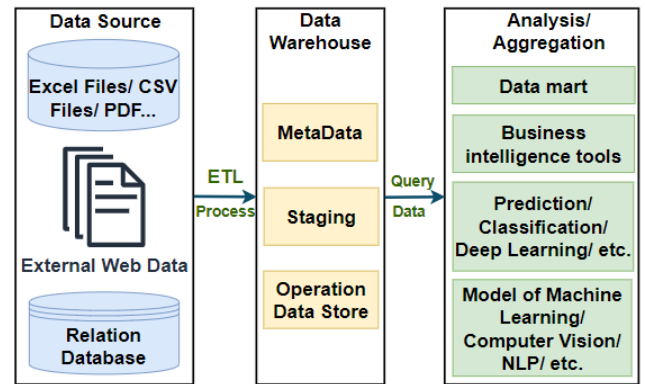 Data Source
Excel Files/ CSV
Files/ PDF...
External Web Data
Relation
Database
ETL
Process
Data
Warehouse
MetaData
Staging
Operation
Data Store
Query
Data
Analysis/
Aggregation
Data mart
Business
intelligence tools
Prediction/
Classification/
Deep Learning/ etc.
Model of Machine
Learning/
Computer Vision/
NLP/ etc.